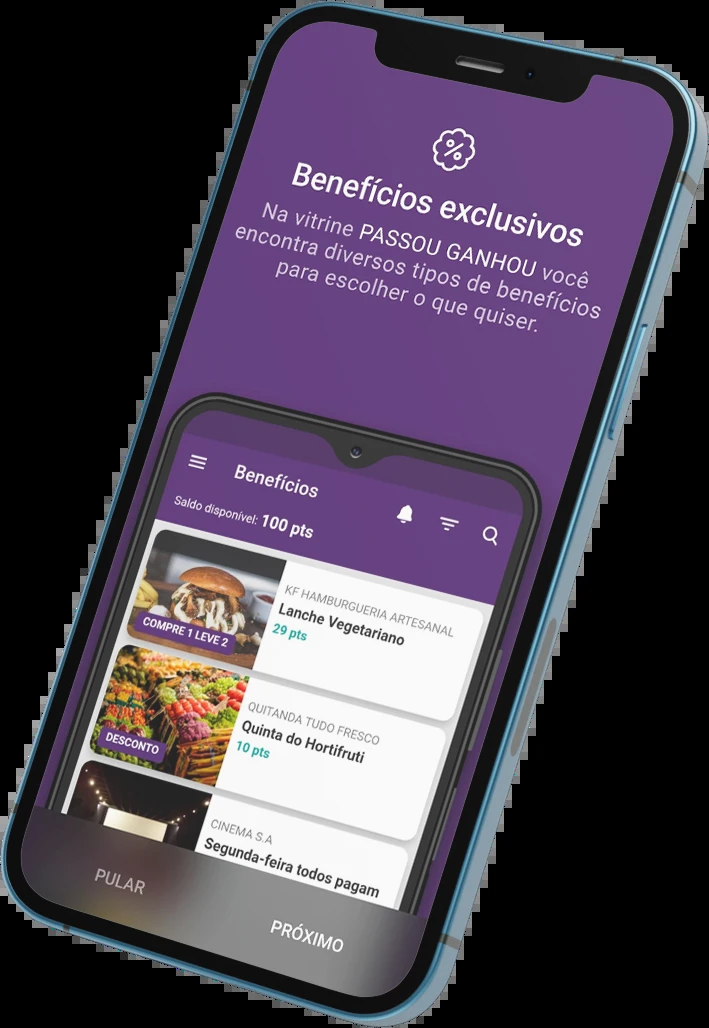 Benefícios exclusivos
Na vitrine PASSOU GANHOU você
encontra diversos tipos de benefícios
para escolher o que quiser.
Benefícios
Saldo disponível: 100 pts
KF HAMBURGUERIA ARTESANAL
Lanche Vegetariano
29 pts
COMPRE 1 LEVE 2
QUITANDA TUDO FRESCO
Quinta do Hortifruti
10 pts
DESCONTO
CINEMA S.A
Segunda-feira todos pagam
PULAR
PRÓXIMO